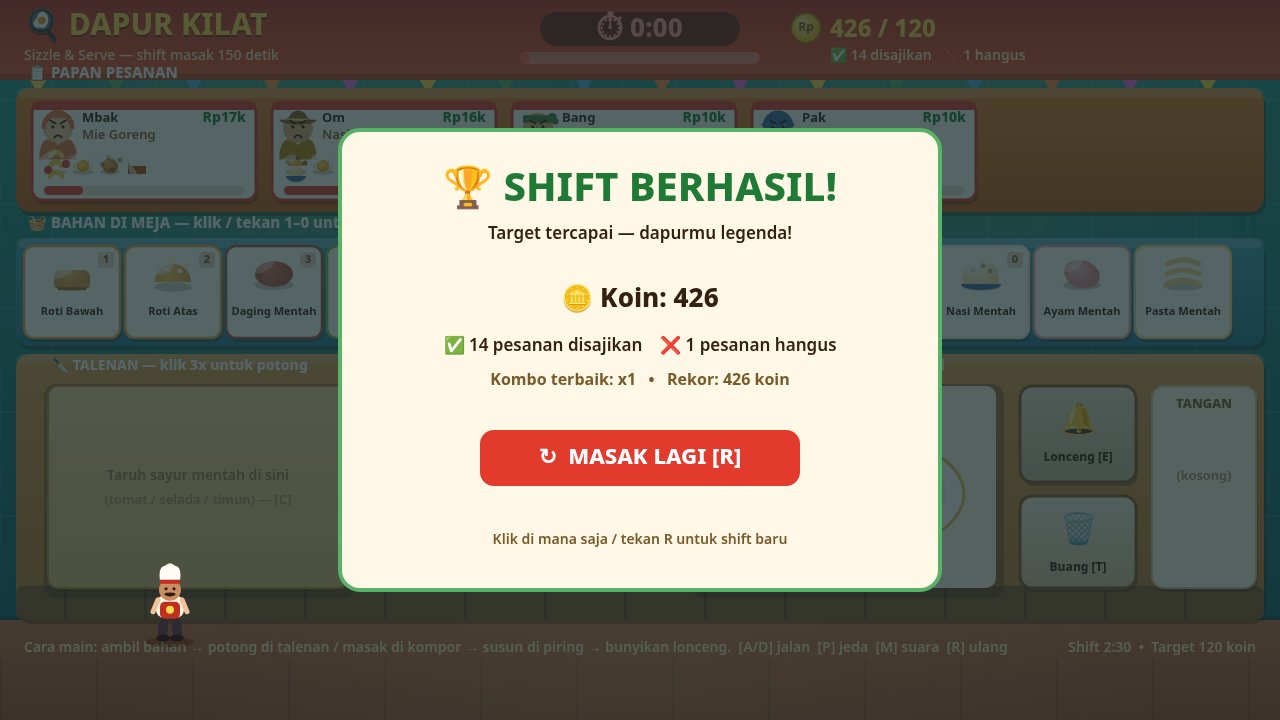 DAPUR KILAT
Sizzle & Serve — shift masak 150 detik
0:00
Rp
426 / 120
14 disajikan
1 hangus
PAPAN PESANAN
Mbak
Rp17k
Mie Goreng
Om
Rp16k
Bang
Rp10k
Pak
Rp10k
BAHAN DI MEJA — klik / tekan 1–0
1
Roti Bawah
2
Roti Atas
3
Daging Mentah
0
Nasi Mentah
Ayam Mentah
Pasta Mentah
TALENAN — klik 3x untuk potong
Taruh sayur mentah di sini
(tomat / selada / timun) — [C]
SHIFT BERHASIL!
Target tercapai — dapurmu legenda!
Koin: 426
14 pesanan disajikan
1 pesanan hangus
Kombo terbaik: x1 • Rekor: 426 koin
↻ MASAK LAGI [R]
Klik di mana saja / tekan R untuk shift baru
Lonceng [E]
Buang [T]
TANGAN
(kosong)
Cara main: ambil bahan → potong di talenan / masak di kompor → susun di piring → bunyikan lonceng. [A/D] jalan [P] jeda [M] suara [R] ulang
Shift 2:30 • Target 120 koin